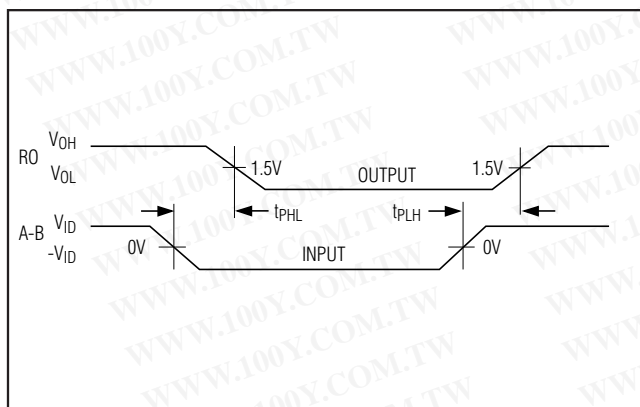 WWW.100Y.COM.TW
VOH
RO
VOL
1.5V
OUTPUT
1.5V
tPHL
tPLH
VID
A-B
-VID
0V
INPUT
0V